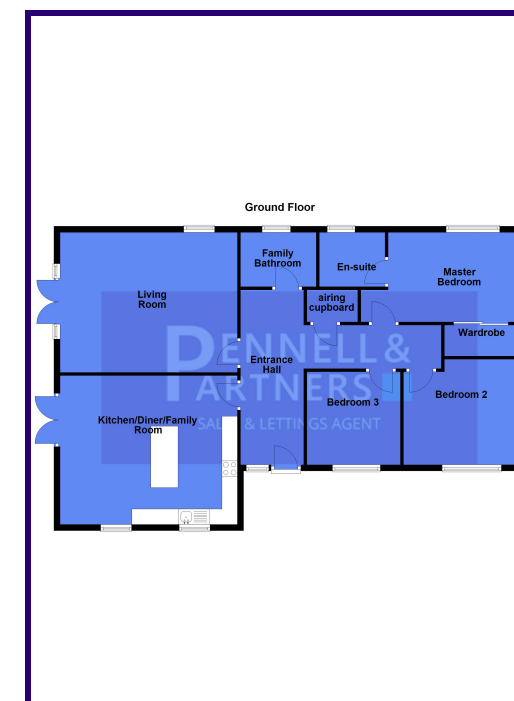 Ground Floor
Family
Bathroom
En-suite
Master
Bedroom
Living
Room
airing
cupboard
Wardrobe
PENNELL &
PARTNERS
Entrance
Hall
Bedroom 2
Bedroom 3
Kitchen/Diner/Family
Room
& LETTINGS AGENT